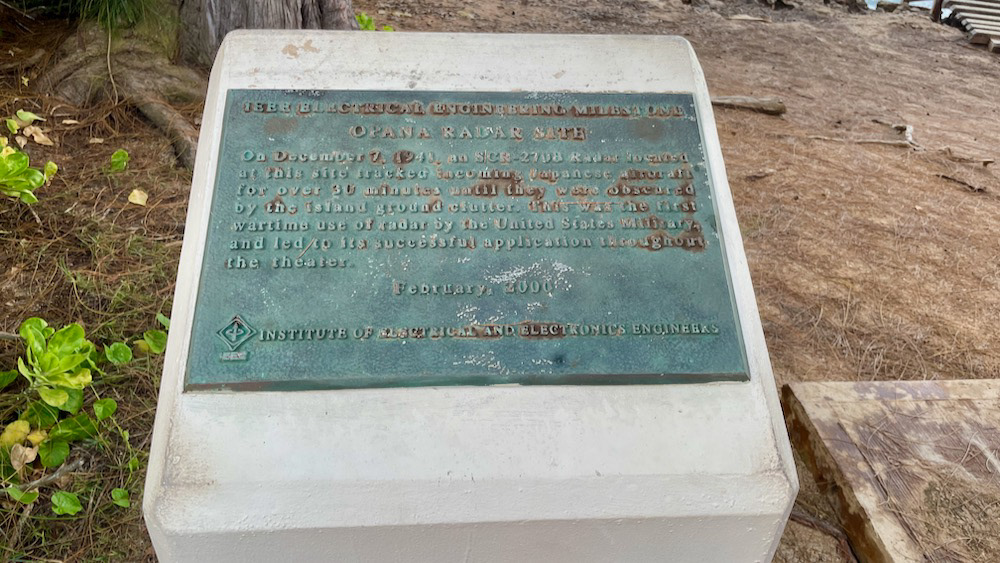 IEEE ELECTRICAL ENGINEERING MILESTONE
OPANA RADAR SITE
On December 7, 1941, an SCR-270B Radar located
at this site tracked incoming Japanese aircraft
for over 30 minutes until they were obscured
by the island ground clutter. This was the first
wartime use of radar by the United States Military,
and led to its successful application throughout
the theater.
February, 2000
INSTITUTE OF ELECTRICAL AND ELECTRONICS ENGINEERS